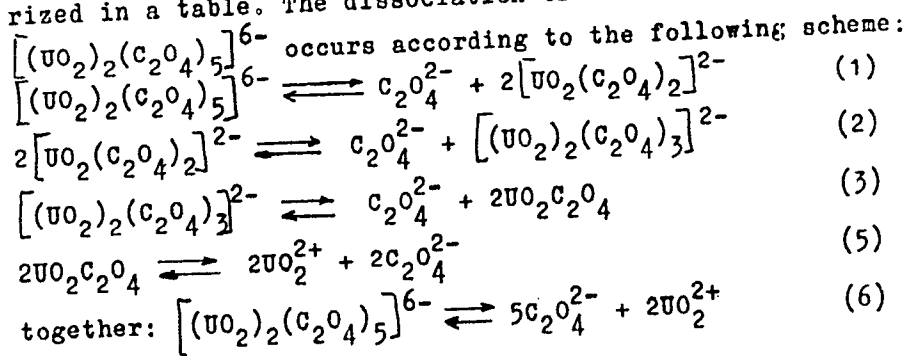 rized in a table. The
[(UO₂)₂(C₂O₄)₅]⁶⁻ occurs according to the following scheme:
[(UO₂)₂(C₂O₄)₅]⁶⁻ ⇌ C₂O₄²⁻ + 2[UO₂(C₂O₄)₂]²⁻ (1)
2[UO₂(C₂O₄)₂]²⁻ ⇌ C₂O₄²⁻ + [(UO₂)₂(C₂O₄)₃]²⁻ (2)
[(UO₂)₂(C₂O₄)₃]²⁻ ⇌ C₂O₄²⁻ + 2UO₂C₂O₄ (3)
2UO₂C₂O₄ ⇌ 2UO₂²⁺ + 2C₂O₄²⁻ (5)
together: [(UO₂)₂(C₂O₄)₅]⁶⁻ ⇌ 5C₂O₄²⁻ + 2UO₂²⁺ (6)